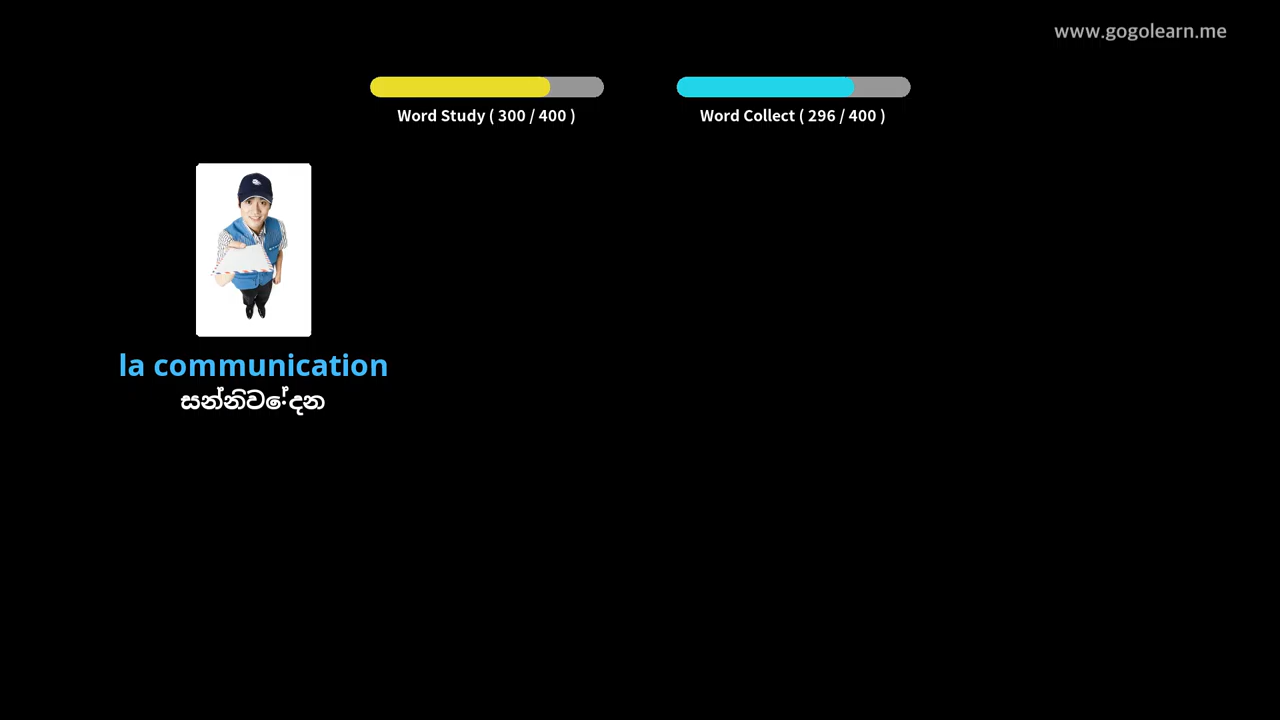 www.gogolearn.me
Word Study ( 300 / 400 )
Word Collect ( 296 / 400 )
la communication
සන්නිවේදන